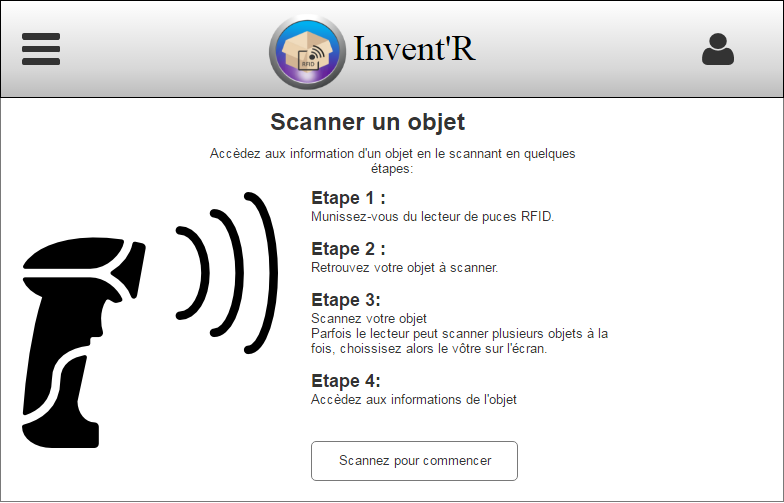 Invent'R
RFID
Scanner un objet
Accèdez aux information d'un objet en le scannant en quelques
étapes:
Etape 1 :
Munissez-vous du lecteur de puces RFID.
Etape 2 :
Retrouvez votre objet à scanner.
Etape 3:
Scannez votre objet
Parfois le lecteur peut scanner plusieurs objets à la
fois, choissisez alors le vôtre sur l'écran.
Etape 4:
Accèdez aux informations de l'objet
Scannez pour commencer